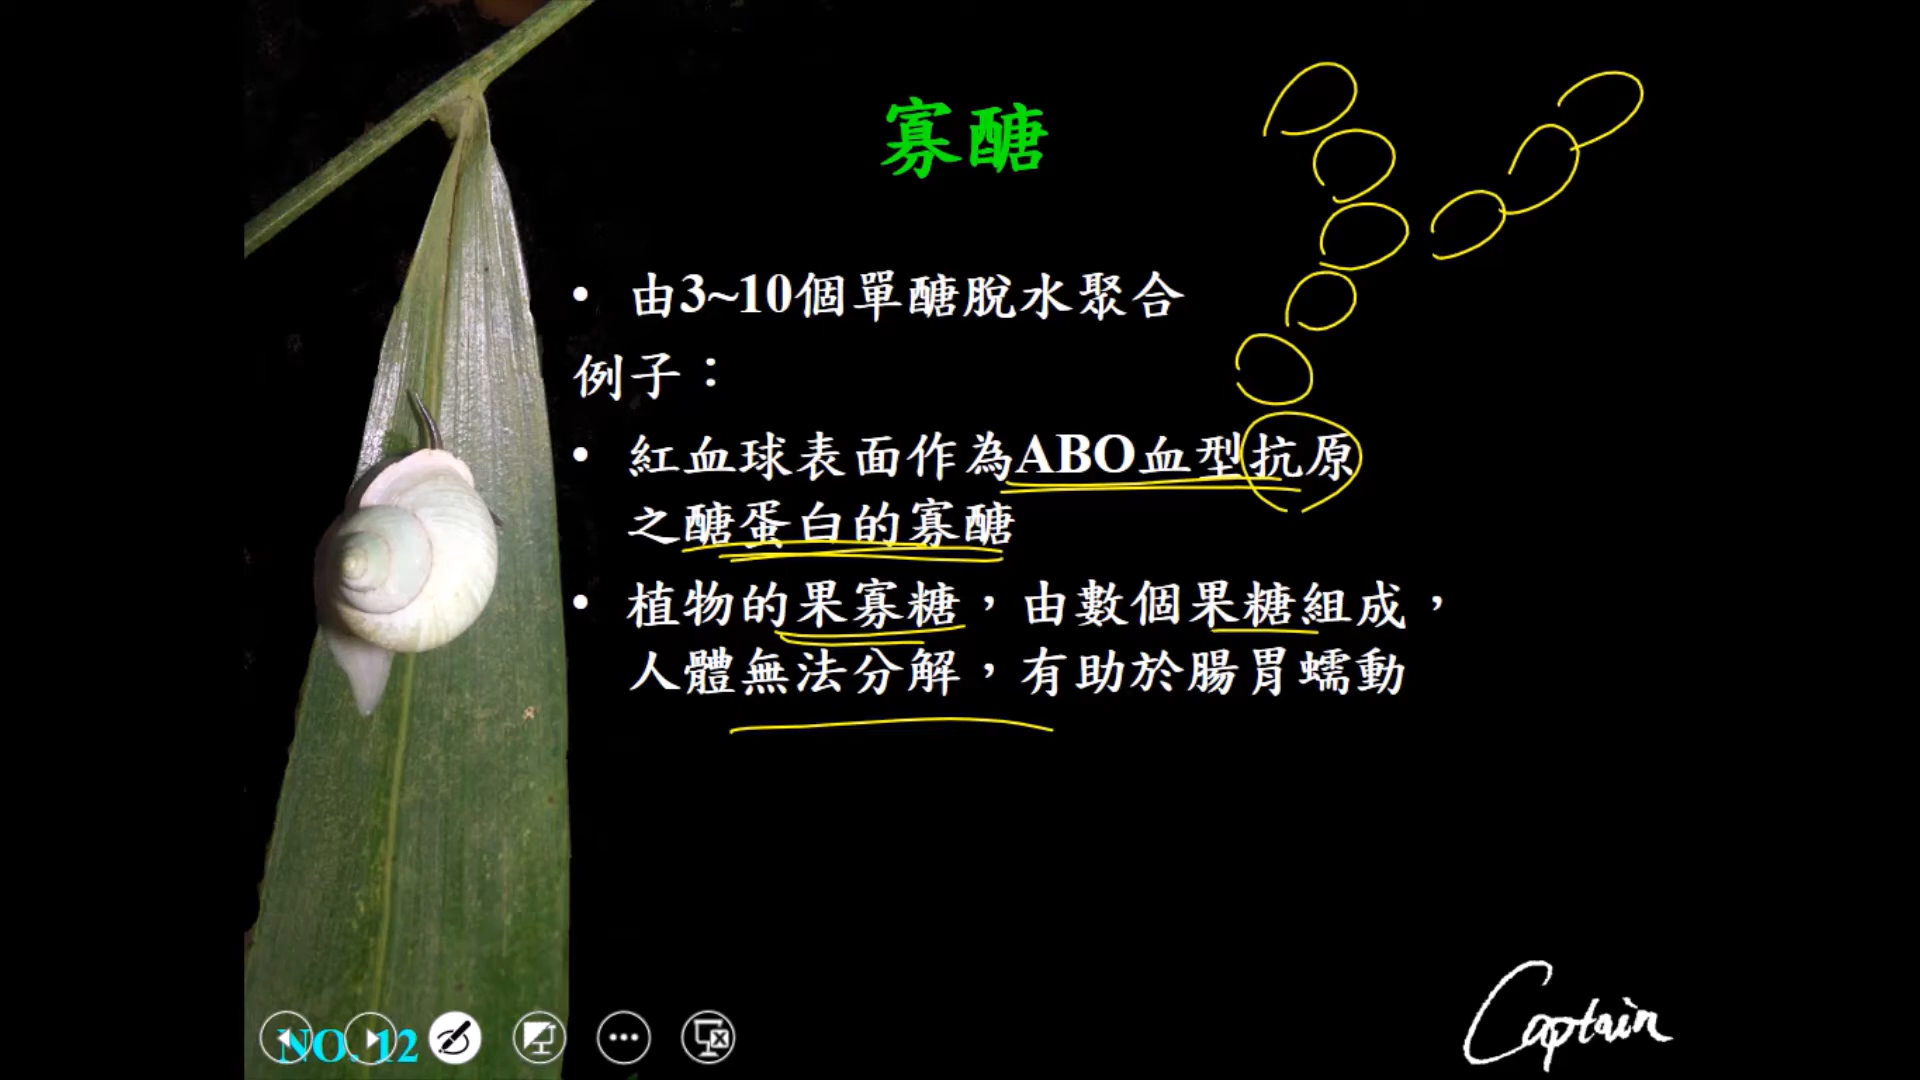 寡醣
• 由3~10個單醣脫水聚合
例子：
• 紅血球表面作為ABO血型抗原
之醣蛋白的寡醣
• 植物的果寡糖，由數個果糖組成，
人體無法分解，有助於腸胃蠕動
NO. 12
Captain